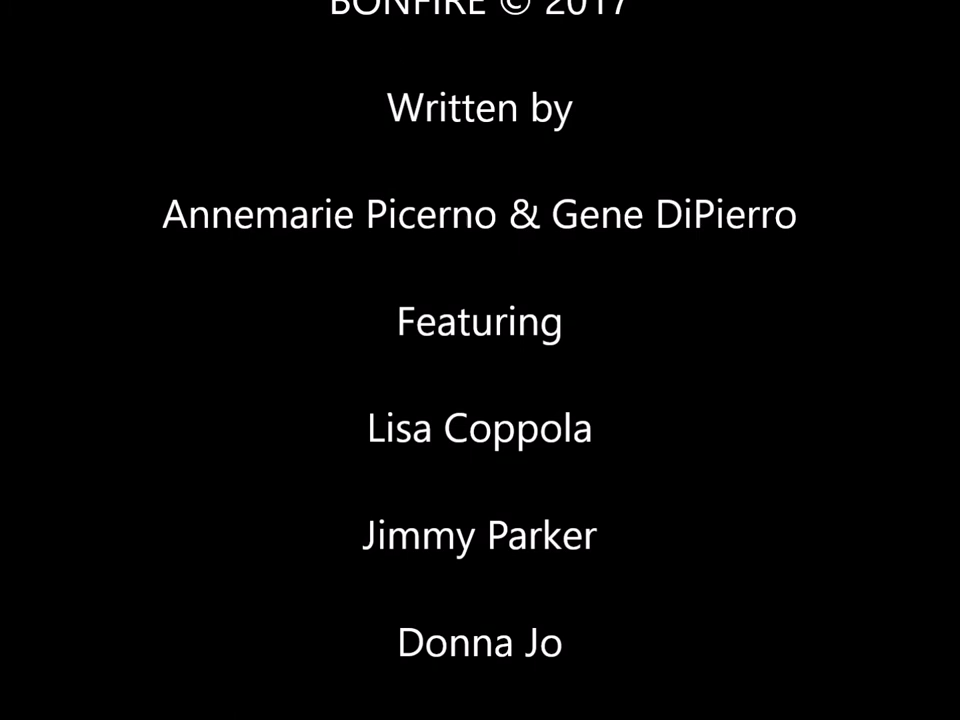 BONFIRE © 2017
Written by
Annemarie Picerno & Gene DiPierro
Featuring
Lisa Coppola
Jimmy Parker
Donna Jo